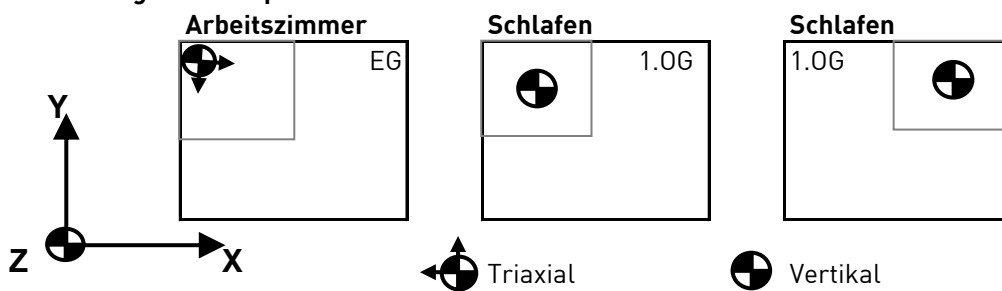 Arbeitszimmer
Schlafen
Schlafen
EG
1.OG
1.OG
Y
Z
X
Triaxial
Vertikal